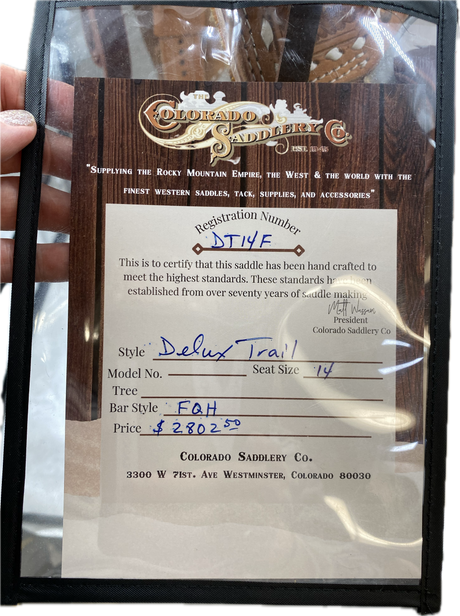 THE
COLORADO
SADDLERY CO.
"SUPPLYING THE ROCKY MOUNTAIN EMPIRE, THE WEST & THE WORLD WITH THE
FINEST WESTERN SADDLES, TACK, SUPPLIES, AND ACCESSORIES"
Registration Number
DT14F
This is to certify that this saddle has been hand crafted to
meet the highest standards. These standards
established from over seventy years of saddle making
President
Colorado Saddlery Co
Style Delux Trail
Model No. Seat Size 14
Tree
Bar Style FQH
Price $ 2802 50
COLORADO SADDLERY CO.
3300 W 71ST. AVE WESTMINSTER, COLORADO 80030